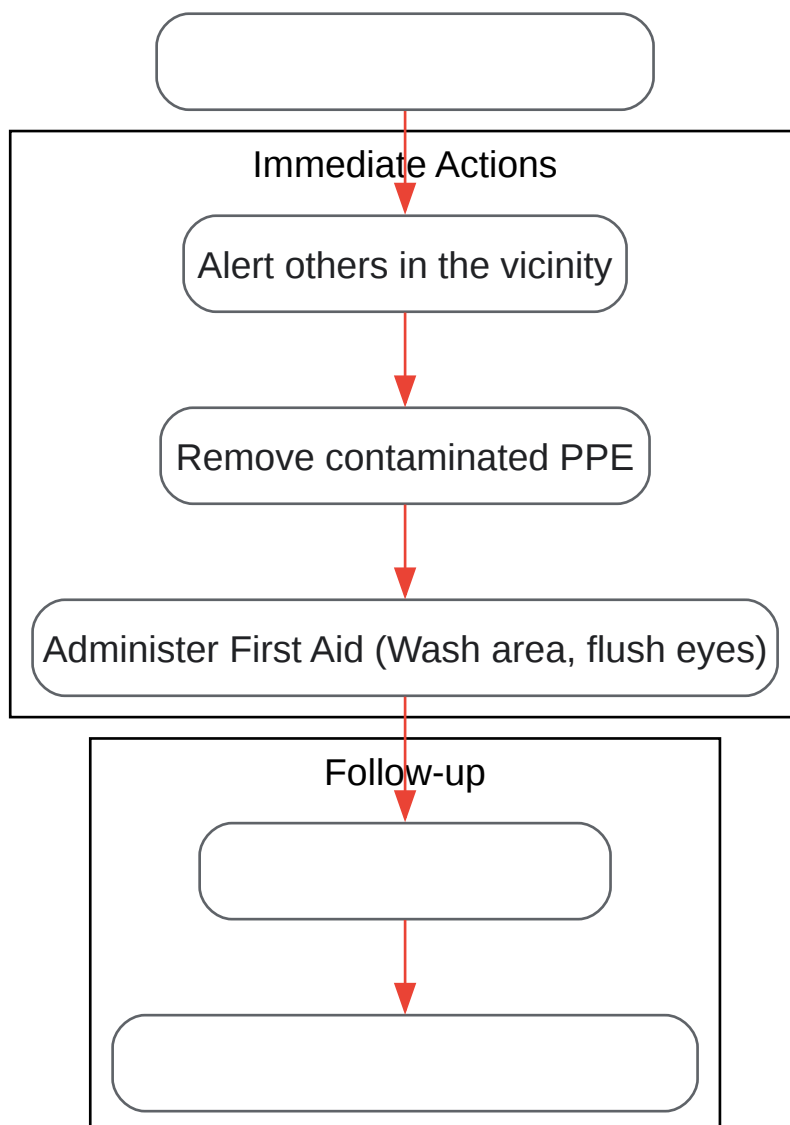 Immediate Actions
Alert others in the vicinity
Remove contaminated PPE
Administer First Aid (Wash area, flush eyes)
Follow-up